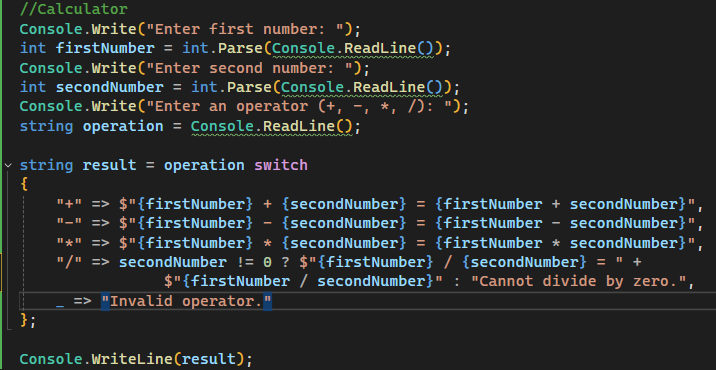 //Calculator
Console.Write("Enter first number: ");
int firstNumber = int.Parse(Console.ReadLine());
Console.Write("Enter second number: ");
int secondNumber = int.Parse(Console.ReadLine());
Console.Write("Enter an operator (+, -, *, /): ");
string operation = Console.ReadLine();

string result = operation switch
{
    "+" => $"{firstNumber} + {secondNumber} = {firstNumber + secondNumber}",
    "-" => $"{firstNumber} - {secondNumber} = {firstNumber - secondNumber}",
    "*" => $"{firstNumber} * {secondNumber} = {firstNumber * secondNumber}",
    "/" => secondNumber != 0 ? $"{firstNumber} / {secondNumber} = " +
                $"{firstNumber / secondNumber}" : "Cannot divide by zero.",
    _ => "Invalid operator."
};

Console.WriteLine(result);